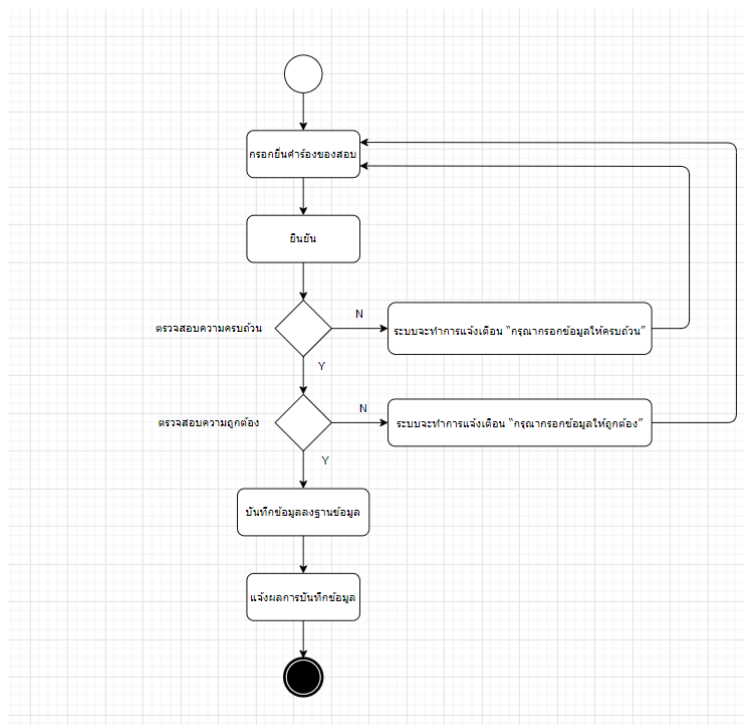 กรอกยื่นคำร้องของสอบ
ยืนยัน
ตรวจสอบความครบถ้วน
N
ระบบจะทำการแจ้งเตือน “กรุณากรอกข้อมูลให้ครบถ้วน”
Y
ตรวจสอบความถูกต้อง
N
ระบบจะทำการแจ้งเตือน “กรุณากรอกข้อมูลให้ถูกต้อง”
Y
บันทึกข้อมูลลงฐานข้อมูล
แจ้งผลการบันทึกข้อมูล